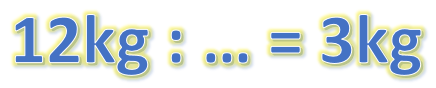 12kg : ... = 3kg